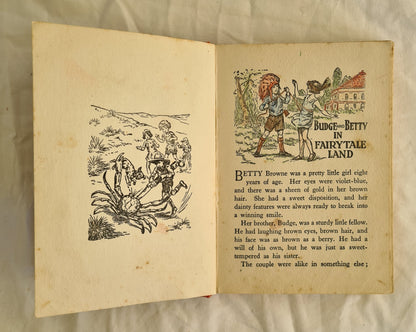 BUDGE AND BETTY
IN
FAIRYTALE
LAND
BETTY Browne was a pretty little girl eight
years of age. Her eyes were violet-blue,
and there was a sheen of gold in her brown
hair. She had a sweet disposition, and her
dainty features were always ready to break into
a winning smile.
Her brother, Budge, was a sturdy little fellow.
He had laughing brown eyes, brown hair, and
his face was as brown as a berry. He had a
will of his own, but he was just as sweet-
tempered as his sister.
The couple were alike in something else;